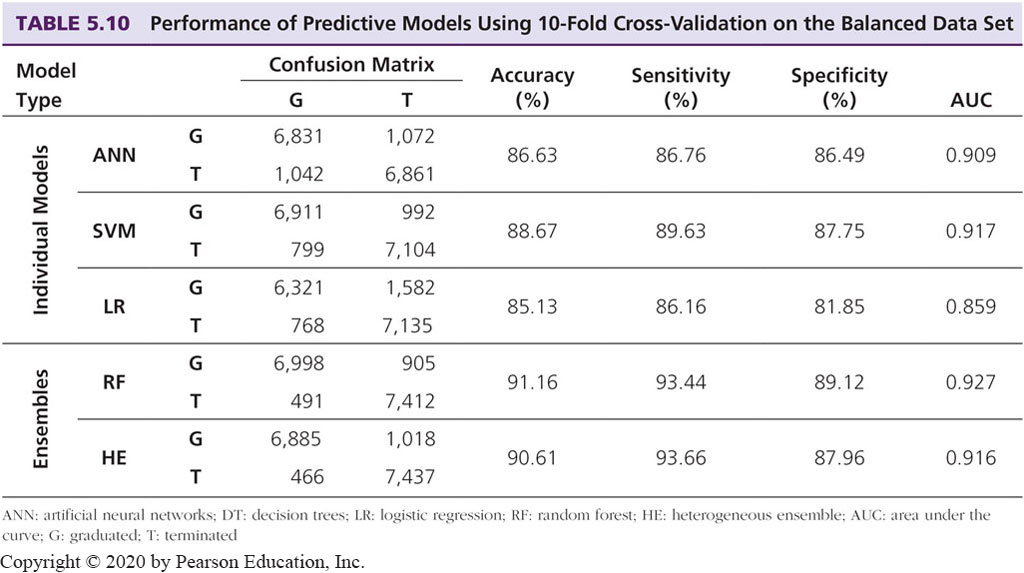 TABLE 5.10 Performance of Predictive Models Using 10-Fold Cross-Validation on the Balanced Data Set
Model Type Confusion Matrix Accuracy (%) Sensitivity (%) Specificity (%) AUC
G T
Individual Models
ANN G 6,831 1,072 86.63 86.76 86.49 0.909
T 1,042 6,861
SVM G 6,911 992 88.67 89.63 87.75 0.917
T 799 7,104
LR G 6,321 1,582 85.13 86.16 81.85 0.859
T 768 7,135
Ensembles
RF G 6,998 905 91.16 93.44 89.12 0.927
T 491 7,412
HE G 6,885 1,018 90.61 93.66 87.96 0.916
T 466 7,437
ANN: artificial neural networks; DT: decision trees; LR: logistic regression; RF: random forest; HE: heterogeneous ensemble; AUC: area under the
curve; G: graduated; T: terminated
Copyright © 2020 by Pearson Education, Inc.